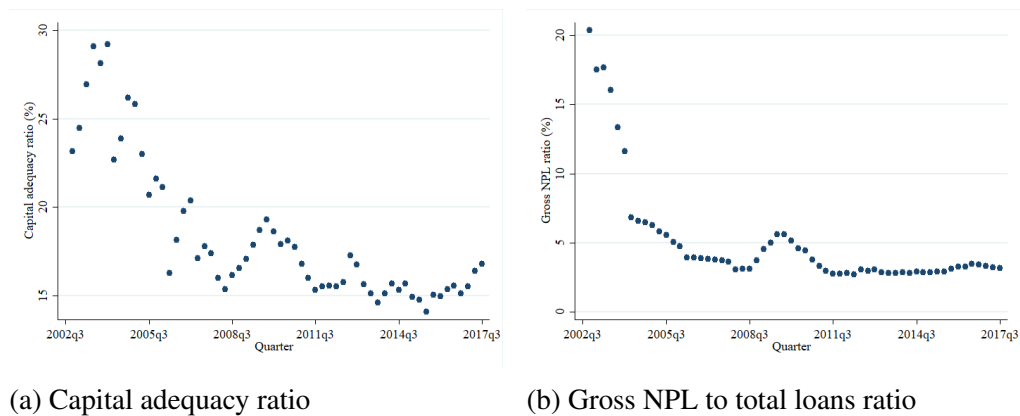 Capital adequacy ratio (%)
30
25
20
15
2002q3 2005q3 2008q3 2011q3 2014q3 2017q3
Quarter
(a) Capital adequacy ratio
Gross NPL ratio (%)
20
15
10
5
0
2002q3 2005q3 2008q3 2011q3 2014q3 2017q3
Quarter
(b) Gross NPL to total loans ratio